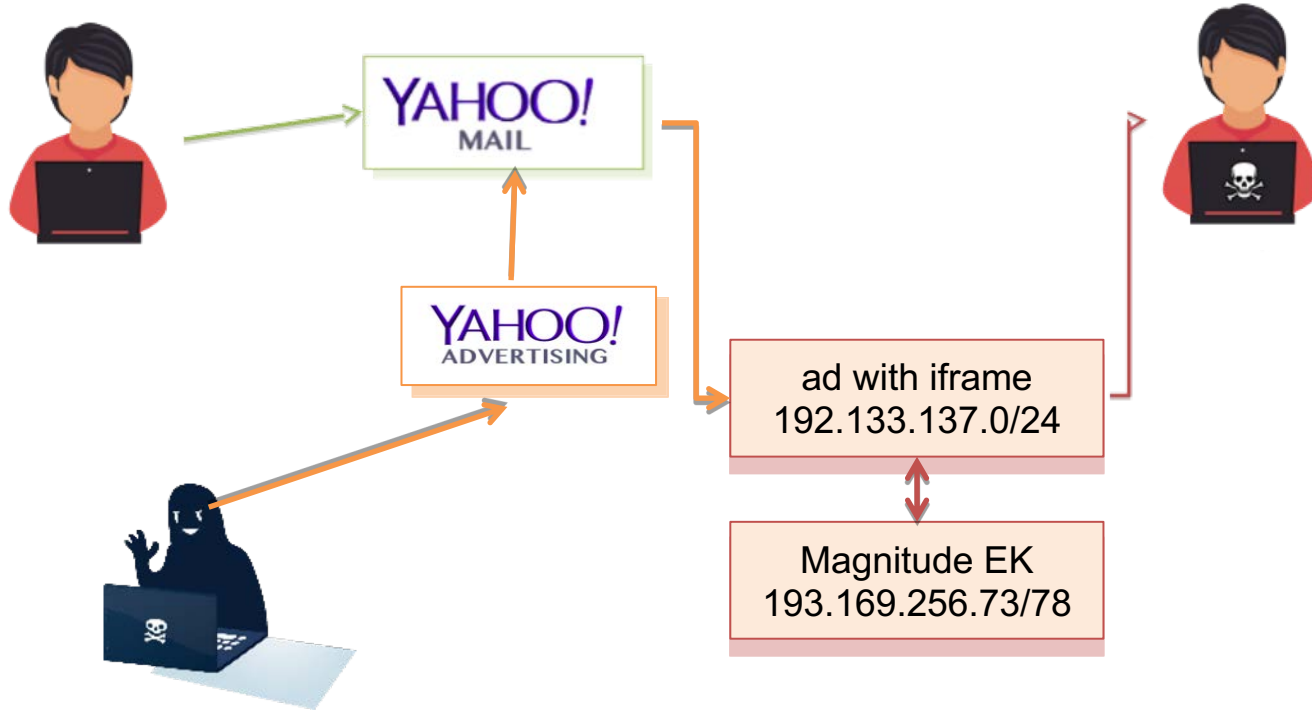 YAHOO!
MAIL
YAHOO!
ADVERTISING
ad with iframe
192.133.137.0/24
Magnitude EK
193.169.256.73/78